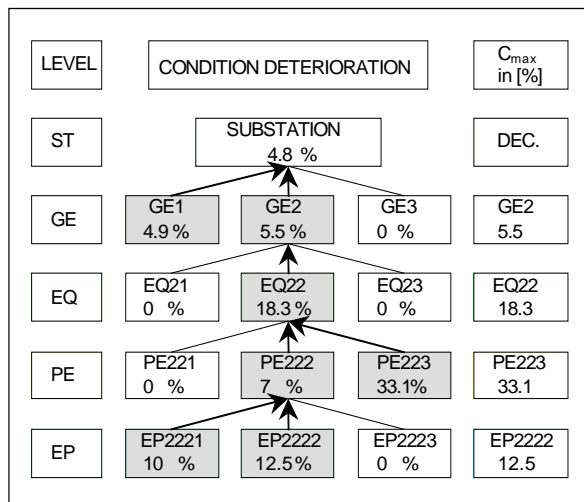 LEVEL
CONDITION DETERIORATION
Cmax
in [%]
ST
SUBSTATION
4.8 %
DEC.
GE
GE1
4.9 %
GE2
5.5 %
GE3
0 %
GE2
5.5
EQ
EQ21
0 %
EQ22
18.3 %
EQ23
0 %
EQ22
18.3
PE
PE221
0 %
PE222
7 %
PE223
33.1%
PE223
33.1
EP
EP2221
10 %
EP2222
12.5 %
EP2223
0 %
EP2222
12.5